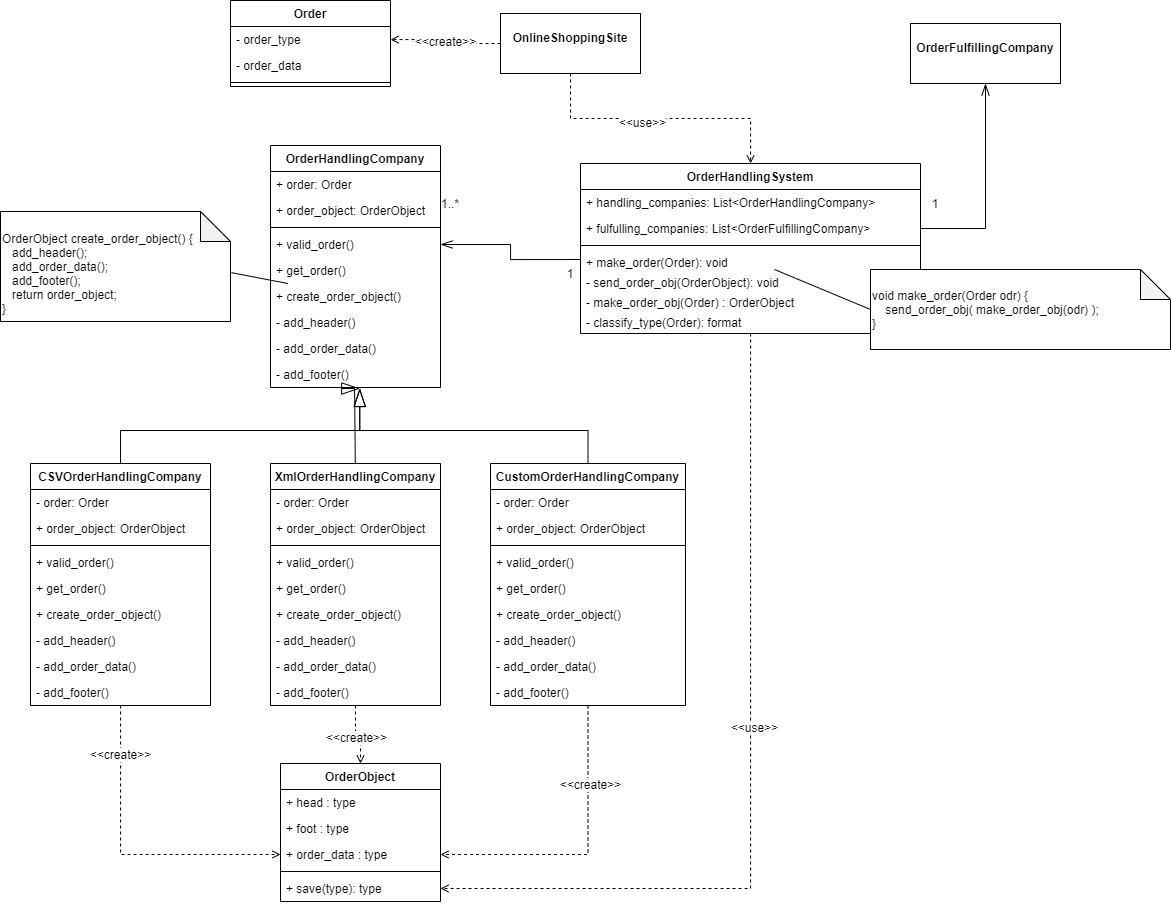 Order
- order_type
- order_data
<<create>>
OnlineShoppingSite
OrderFulfillingCompany
<<use>>
OrderHandlingCompany
+ order: Order
+ order_object: OrderObject
+ valid_order()
+ get_order()
+ create_order_object()
- add_header()
- add_order_data()
- add_footer()
1..*
OrderHandlingSystem
+ handling_companies: List<OrderHandlingCompany>
+ fulfulling_companies: List<OrderFulfillingCompany>
+ make_order(Order): void
- send_order_obj(OrderObject): void
- make_order_obj(Order) : OrderObject
- classify_type(Order): format
1
1
OrderObject create_order_object() {
add_header();
add_order_data();
add_footer();
return order_object;
}
void make_order(Order odr) {
send_order_obj( make_order_obj(odr) );
}
CSVOrderHandlingCompany
- order: Order
+ order_object: OrderObject
+ valid_order()
+ get_order()
+ create_order_object()
- add_header()
- add_order_data()
- add_footer()
XmlOrderHandlingCompany
- order: Order
+ order_object: OrderObject
+ valid_order()
+ get_order()
+ create_order_object()
- add_header()
- add_order_data()
- add_footer()
CustomOrderHandlingCompany
- order: Order
+ order_object: OrderObject
+ valid_order()
+ get_order()
+ create_order_object()
- add_header()
- add_order_data()
- add_footer()
<<use>>
<<create>>
<<create>>
<<create>>
OrderObject
+ head : type
+ foot : type
+ order_data : type
+ save(type): type